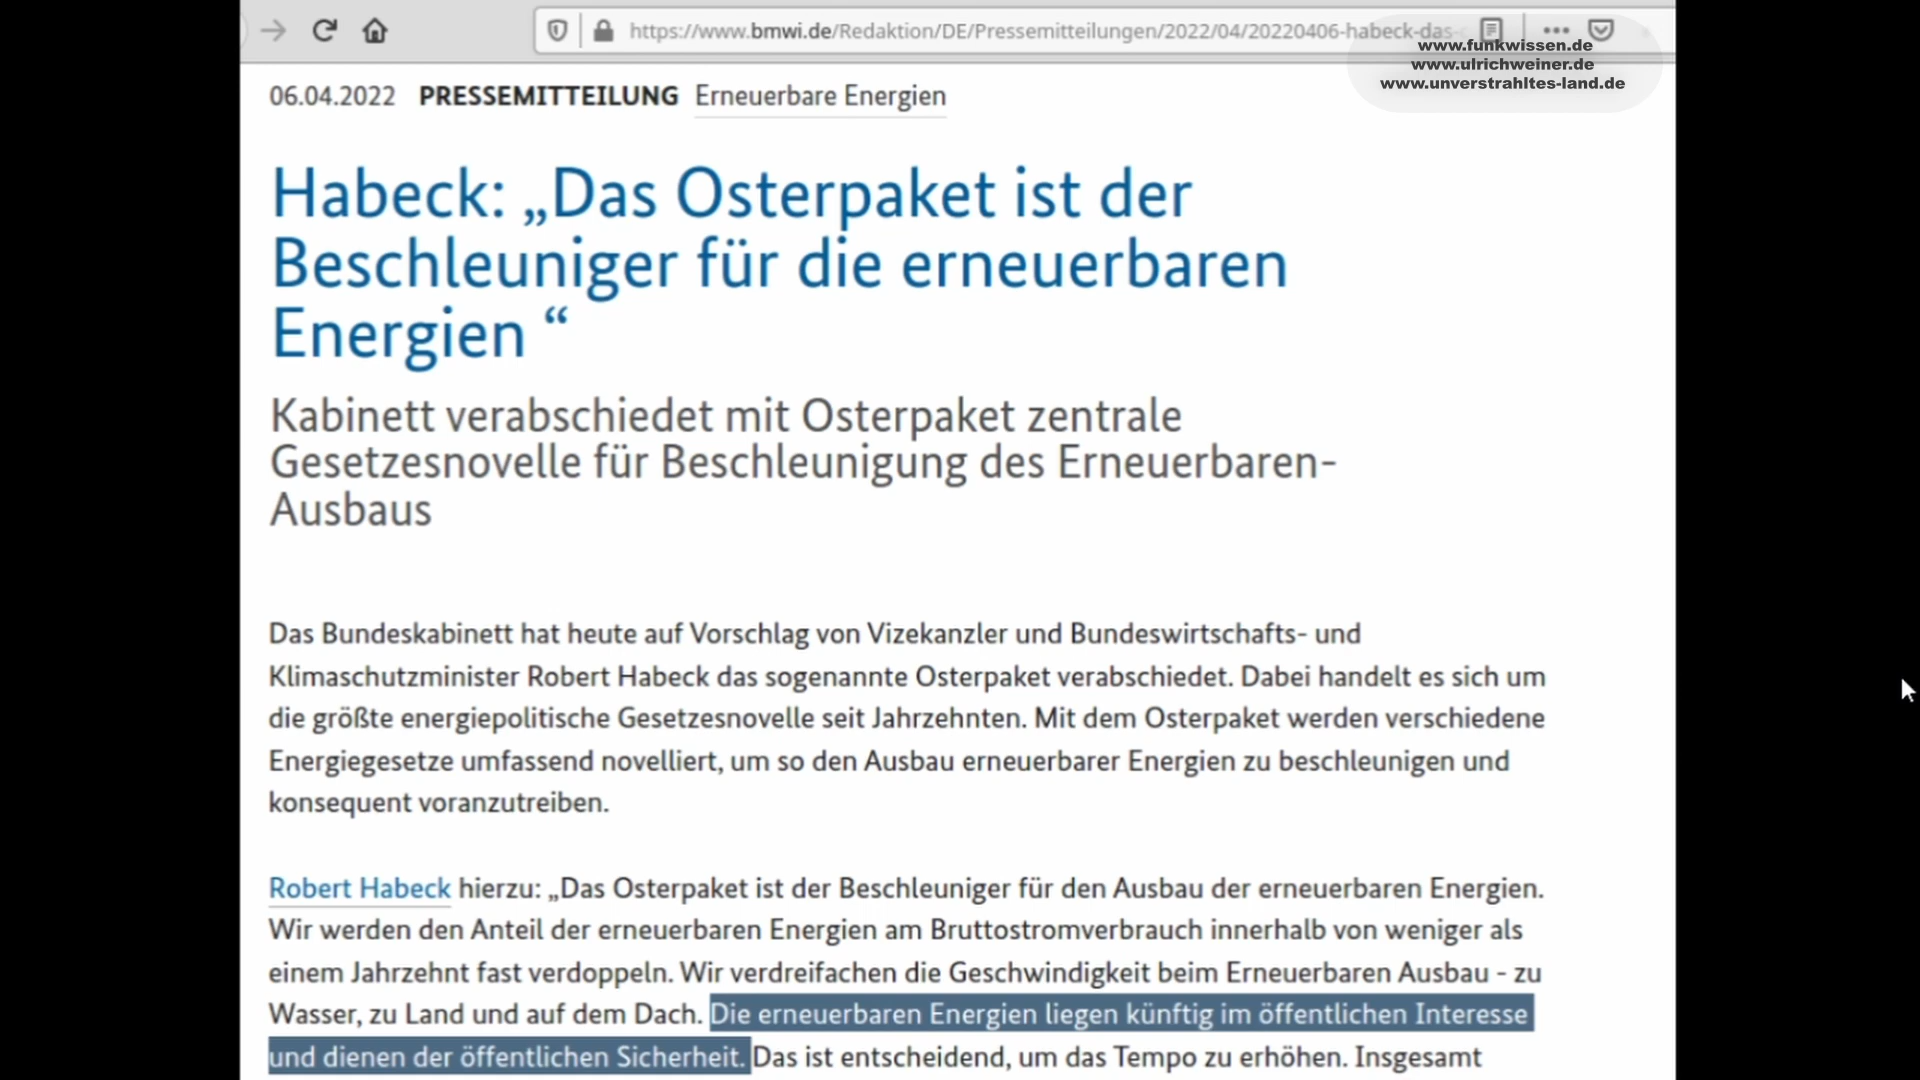 https://www.bmwi.de/Redaktion/DE/Pressemitteilungen/2022/04/20220406-habeck-das-
www.funkwissen.de
www.ulrichweiner.de
www.unverstrahltes-land.de
06.04.2022 PRESSEMITTEILUNG Erneuerbare Energien
Habeck: „Das Osterpaket ist der
Beschleuniger für die erneuerbaren
Energien “
Kabinett verabschiedet mit Osterpaket zentrale
Gesetzesnovelle für Beschleunigung des Erneuerbaren-
Ausbaus
Das Bundeskabinett hat heute auf Vorschlag von Vizekanzler und Bundeswirtschafts- und
Klimaschutzminister Robert Habeck das sogenannte Osterpaket verabschiedet. Dabei handelt es sich um
die größte energiepolitische Gesetzesnovelle seit Jahrzehnten. Mit dem Osterpaket werden verschiedene
Energiegesetze umfassend novelliert, um so den Ausbau erneuerbarer Energien zu beschleunigen und
konsequent voranzutreiben.
Robert Habeck hierzu: „Das Osterpaket ist der Beschleuniger für den Ausbau der erneuerbaren Energien.
Wir werden den Anteil der erneuerbaren Energien am Bruttostromverbrauch innerhalb von weniger als
einem Jahrzehnt fast verdoppeln. Wir verdreifachen die Geschwindigkeit beim Erneuerbaren Ausbau - zu
Wasser, zu Land und auf dem Dach. Die erneuerbaren Energien liegen künftig im öffentlichen Interesse
und dienen der öffentlichen Sicherheit. Das ist entscheidend, um das Tempo zu erhöhen. Insgesamt